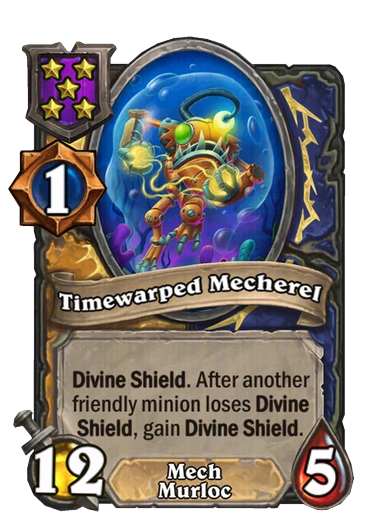 1
Timewarped Mecherel
Divine Shield. After another
friendly minion loses Divine
Shield, gain Divine Shield.
12
Mech
Murloc
5